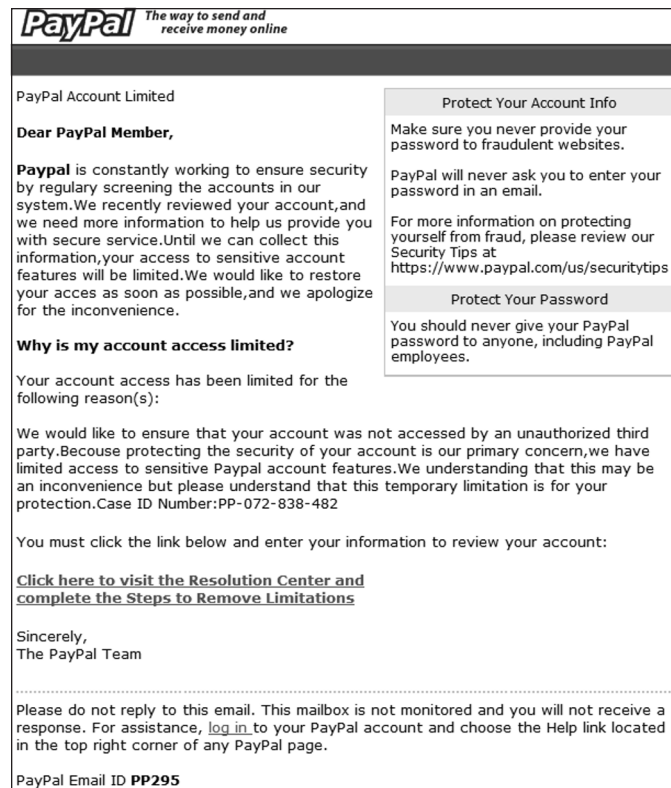 PayPal The way to send and
receive money online
PayPal Account Limited
Dear PayPal Member,
Paypal is constantly working to ensure security
by regulary screening the accounts in our
system.We recently reviewed your account,and
we need more information to help us provide you
with secure service.Until we can collect this
information,your access to sensitive account
features will be limited.We would like to restore
your acces as soon as possible,and we apologize
for the inconvenience.
Why is my account access limited?
Your account access has been limited for the
following reason(s):
Protect Your Account Info
Make sure you never provide your
password to fraudulent websites.
PayPal will never ask you to enter your
password in an email.
For more information on protecting
yourself from fraud, please review our
Security Tips at
https://www.paypal.com/us/securitytips
Protect Your Password
You should never give your PayPal
password to anyone, including PayPal
employees.
We would like to ensure that your account was not accessed by an unauthorized third
party.Becouse protecting the security of your account is our primary concern,we have
limited access to sensitive Paypal account features.We understanding that this may be
an inconvenience but please understand that this temporary limitation is for your
protection.Case ID Number:PP-072-838-482
You must click the link below and enter your information to review your account:
Click here to visit the Resolution Center and
complete the Steps to Remove Limitations
Sincerely,
The PayPal Team
Please do not reply to this email. This mailbox is not monitored and you will not receive a
response. For assistance, log in to your PayPal account and choose the Help link located
in the top right corner of any PayPal page.
PayPal Email ID PP295